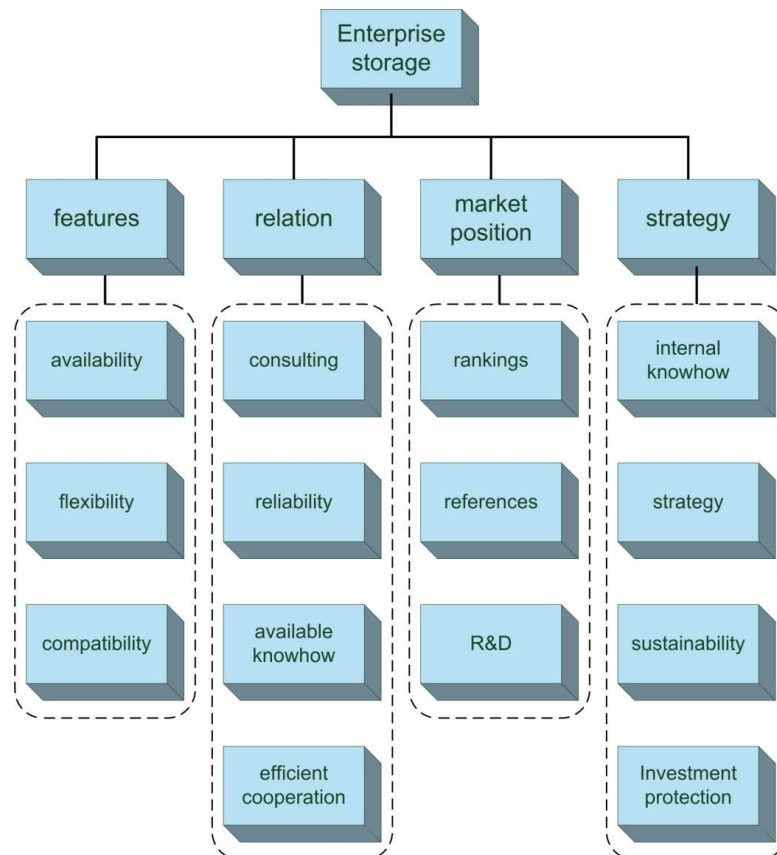 Enterprise
storage
features
relation
market
position
strategy
availability
consulting
rankings
internal
knowhow
flexibility
reliability
references
strategy
compatibility
available
knowhow
R&D
sustainability
efficient
cooperation
Investment
protection